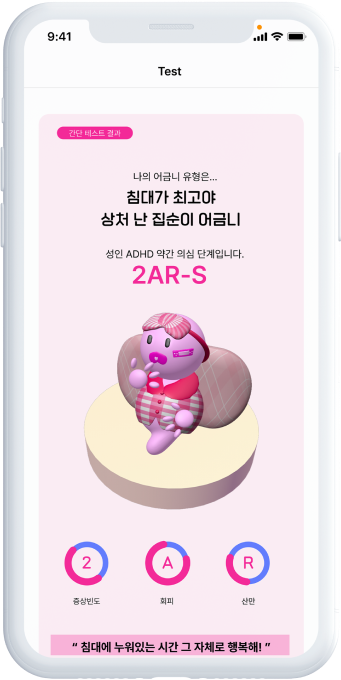 9:41
Test
간단 테스트 결과
나의 어금니 유형은...
침대가 최고야
상처 난 집순이 어금니
성인 ADHD 약간 의심 단계입니다.
2AR-S
2 A R
증상빈도 회피 산만
“ 침대에 누워있는 시간 그 자체로 행복해! ”